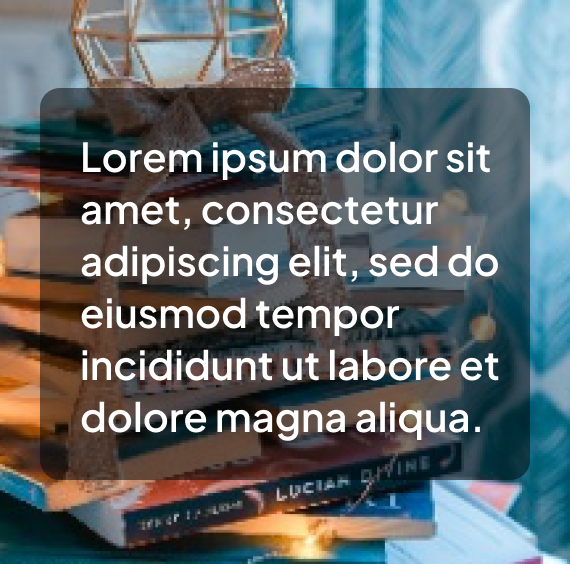 Lorem ipsum dolor sit
amet, consectetur
adipiscing elit, sed do
eiusmod tempor
incididunt ut labore et
dolore magna aliqua.
LUCIAN DIVINE